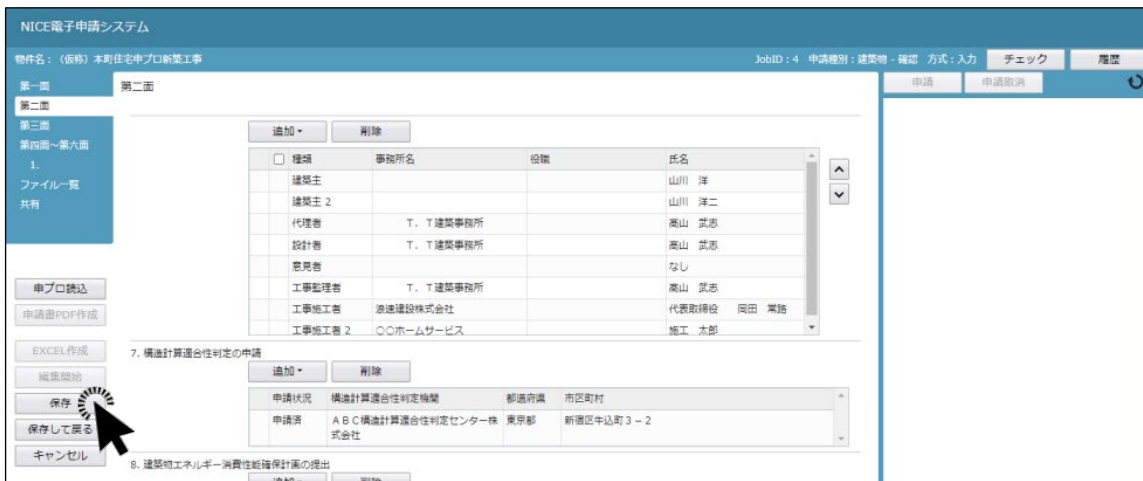 NICE電子申請システム
物件名：（仮称）本町住宅申プロ新築工事 JobID：4 申請種別：建築物 - 確認 方式：入力 チェック 履歴
申請 申請取消
第一面
第二面
第三面
第四面～第六面
1.
ファイル一覧
共有
申プロ読込
申請書PDF作成
EXCEL作成
編集開始
保存
保存して戻る
キャンセル
第二面
追加 削除
種類 事務所名 役職 氏名
建築主 山川 洋
建築主 2 山川 洋二
代理者 T．T建築事務所 高山 武志
設計者 T．T建築事務所 高山 武志
意見者 なし
工事監理者 T．T建築事務所 高山 武志
工事施工者 浪速建設株式会社 代表取締役 岡田 常路
工事施工者 2 〇〇ホームサービス 施工 太郎
7. 構造計算適合性判定の申請
追加 削除
申請状況 構造計算適合性判定機関 都道府県 市区町村
申請済 ABC構造計算適合性判定センター株 東京都 新宿区牛込町３－２
式会社
8. 建築物エネルギー消費性能確保計画の提出
追加 削除